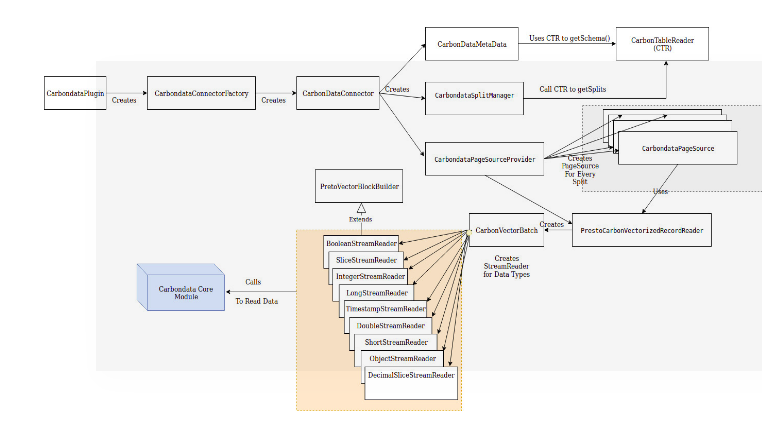 CarbonDataMetaData
Uses CTR to getSchema()
CarbonTableReader
(CTR)
CarbondataPlugin
Creates
CarbondataConnectorFactory
Creates
CarbonDataConnector
Creates
CarbondataSplitManager
Call CTR to getSplits
CarbondataPageSourceProvider
Creates
PageSource
For Every
Split
CarbondataPageSource
Uses
PretoVectorBlockBuilder
Extends
CarbonVectorBatch
Creates
PrestoCarbonVectorizedRecordReader
Creates
StreamReader
for Data Types
BooleanStreamReader
SliceStreamReader
IntegerStreamReader
LongStreamReader
TimestampStreamReader
DoubleStreamReader
ShortStreamReader
ObjectStreamReader
DecimalSliceStreamReader
Calls
To Read Data
Carbondata Core
Module